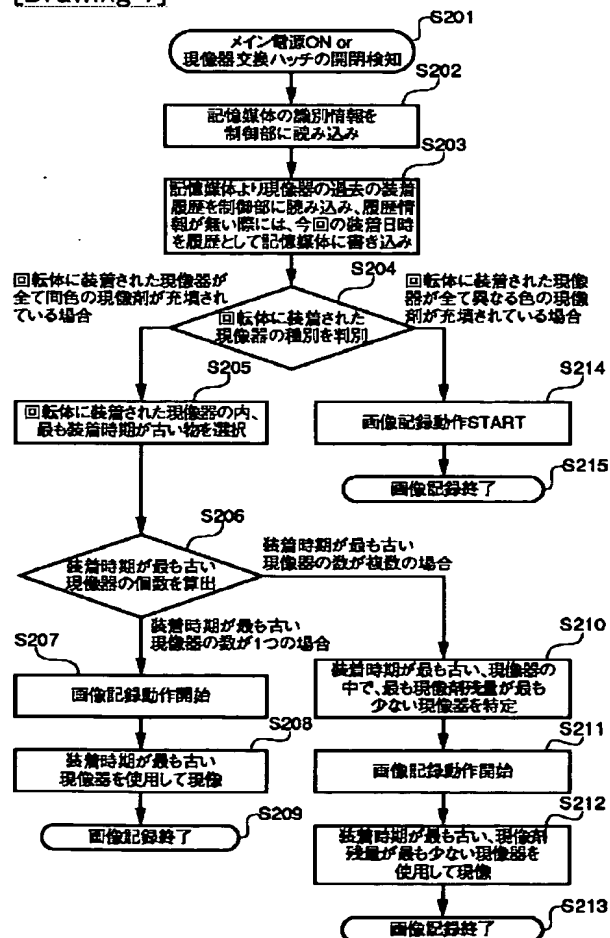 S201
メイン電源ON or
現像器交換ハッチの開閉検知
S202
記憶媒体の識別情報を
制御部に読み込み
S203
記憶媒体より現像器の過去の装着
履歴を制御部に読み込み、履歴情
報が無い際には、今回の装着日時
を履歴として記憶媒体に書き込み
S204
回転体に装着された現像器が
全て同色の現像剤が充填され
ている場合
回転体に装着された
現像器の種別を判別
回転体に装着された現像
器が全て異なる色の現像
剤が充填されている場合
S205
回転体に装着された現像器の内、
最も装着時期が古い物を選択
S214
画像記録動作START
S215
画像記録終了
S206
装着時期が最も古い
現像器の個数を算出
装着時期が最も古い
現像器の数が複数の場合
装着時期が最も古い
現像器の数が1つの場合
S207
画像記録動作開始
S208
装着時期が最も古い
現像器を使用して現像
S209
画像記録終了
S210
装着時期が最も古い、現像器の
中で、最も現像剤残量が最も
少ない現像器を特定
S211
画像記録動作開始
S212
装着時期が最も古い、現像剤
残量が最も少ない現像器を
使用して現像
S213
画像記録終了